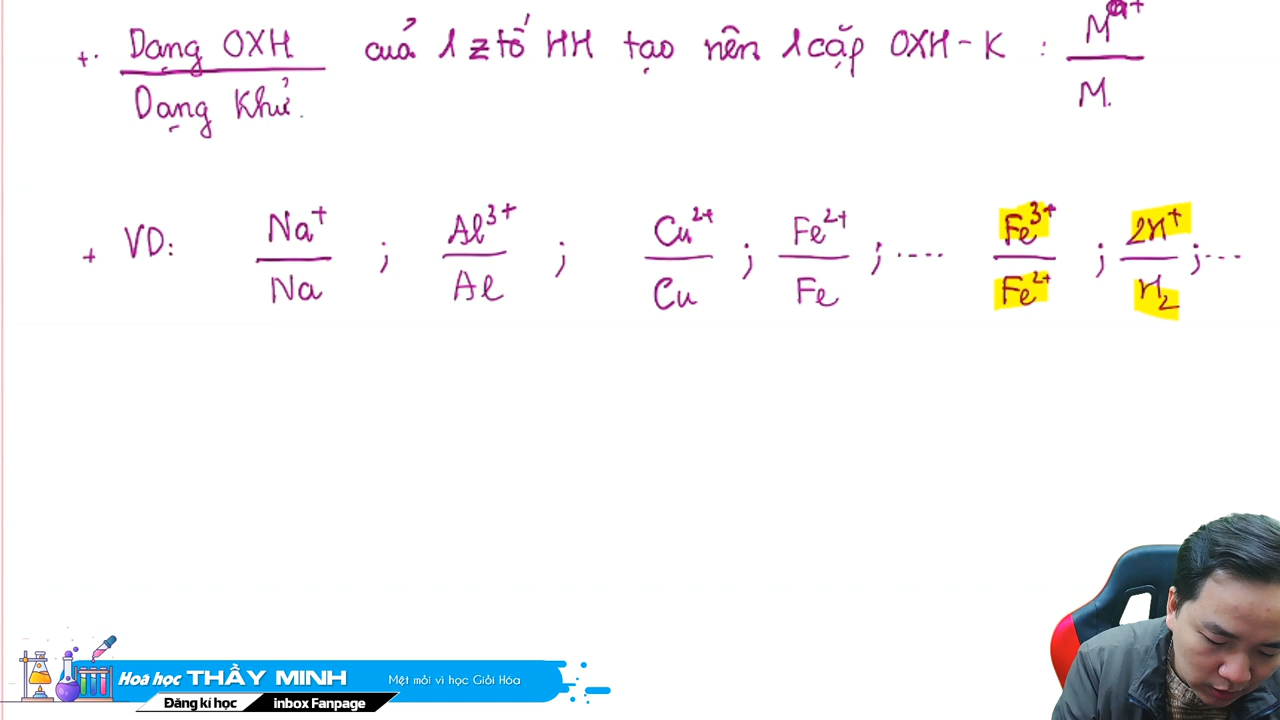 +. Dạng OXH / Dạng Khử. của 1 ztố HH tạo nên 1 cặp OXH - K : Mⁿ⁺ / M.
+ VD: Na⁺ / Na ; Al³⁺ / Al ; Cu²⁺ / Cu ; Fe²⁺ / Fe ; .... Fe³⁺ / Fe²⁺ ; 2H⁺ / H₂ ; ...
Hoá học THẦY MINH
Mệt mỏi vì học Giỏi Hóa
Đăng kí học inbox Fanpage